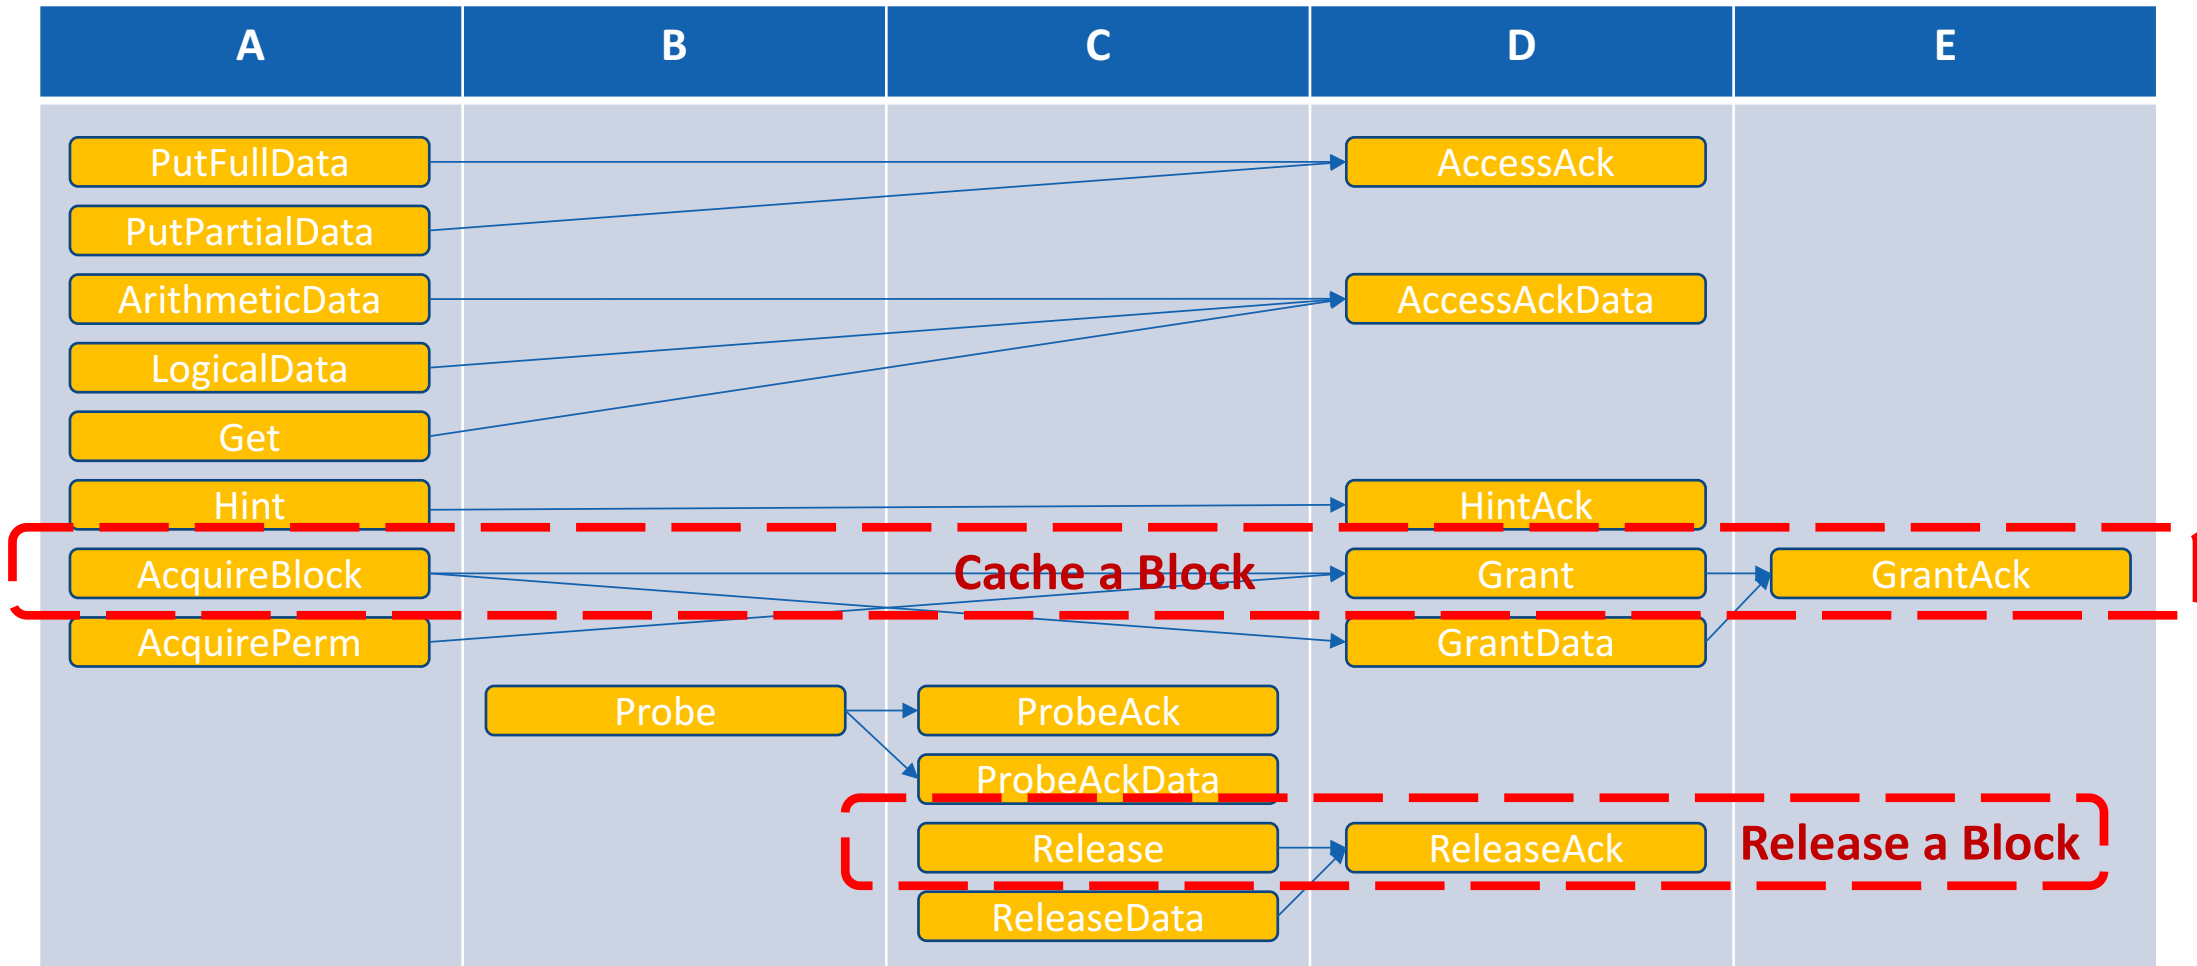 A B C D E
PutFullData AccessAck
PutPartialData
ArithmeticData AccessAckData
LogicalData
Get
Hint HintAck
AcquireBlock Cache a Block Grant GrantAck
AcquirePerm GrantData
Probe ProbeAck
ProbeAckData
Release ReleaseAck Release a Block
ReleaseData